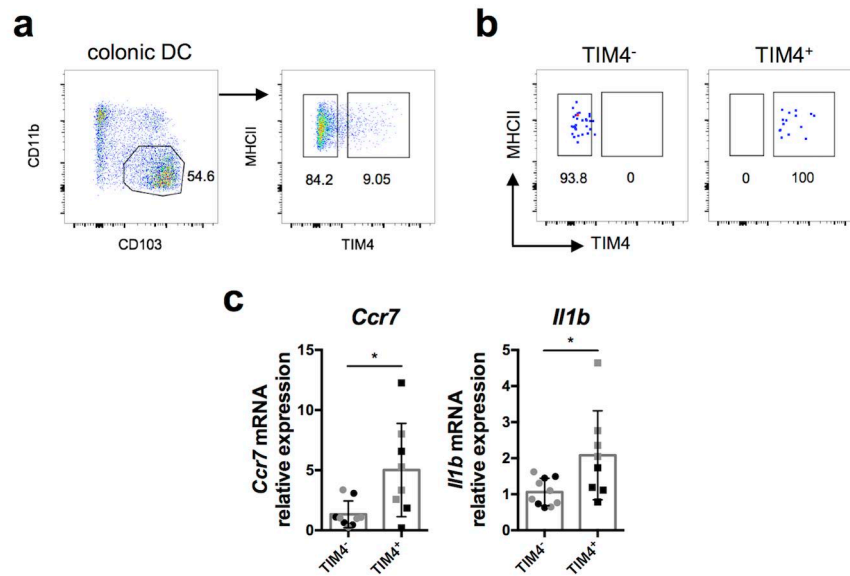 a
colonic DC
CD11b
54.6
CD103
MHCII
84.2
9.05
TIM4
b
TIM4-
TIM4+
MHCII
93.8
0
0
100
TIM4
c
Ccr7
*
Ccr7 mRNA
relative expression
15
10
5
0
TIM4-
TIM4+
Il1b
*
Il1b mRNA
relative expression
5
4
3
2
1
0
TIM4-
TIM4+